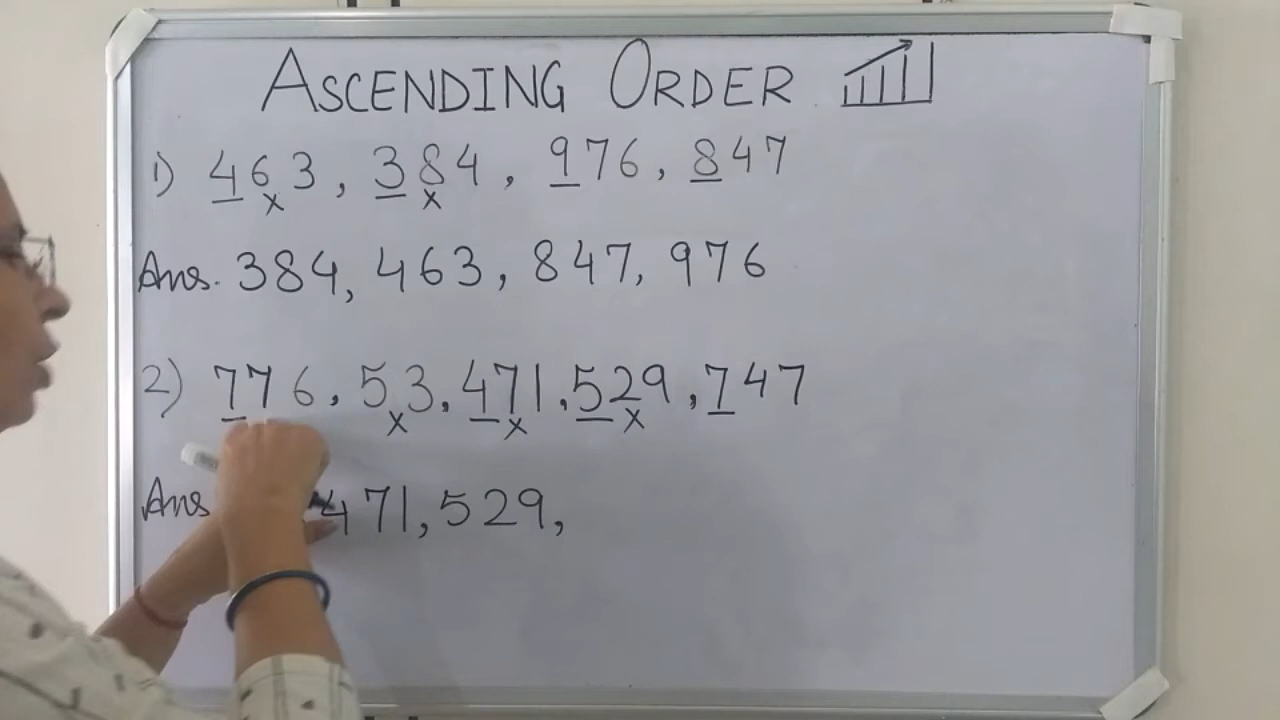 ASCENDING ORDER
1) 463, 384, 976, 847
Ans. 384, 463, 847, 976
2) 776, 53, 471, 529, 747
Ans 471, 529,